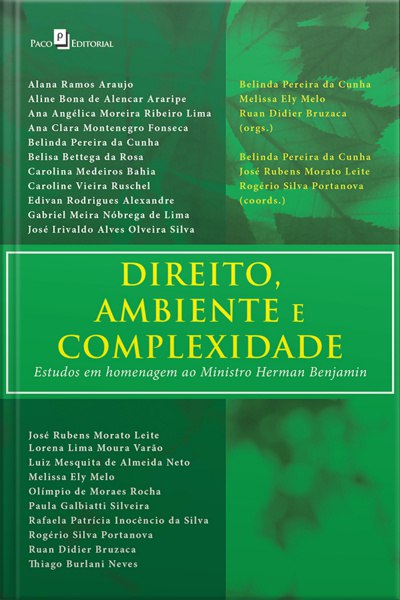 PACO EDITORIAL
Alana Ramos Araujo
Aline Bona de Alencar Araripe
Ana Angélica Moreira Ribeiro Lima
Ana Clara Montenegro Fonseca
Belinda Pereira da Cunha
Belisa Bettega da Rosa
Carolina Medeiros Bahia
Caroline Vieira Ruschel
Edivan Rodrigues Alexandre
Gabriel Meira Nóbrega de Lima
José Irivaldo Alves Olveira Silva
Belinda Pereira da Cunha
Melissa Ely Melo
Ruan Didier Bruzaca
(orgs.)
Belinda Pereira da Cunha
José Rubens Morato Leite
Rogério Silva Portanova
(coords.)
DIREITO,
AMBIENTE E
COMPLEXIDADE
Estudos em homenagem ao Ministro Herman Benjamin
José Rubens Morato Leite
Lorena Lima Moura Varão
Luiz Mesquita de Almeida Neto
Melissa Ely Melo
Olímpio de Moraes Rocha
Paula Galbiatti Silveira
Rafaela Patrícia Inocêncio da Silva
Rogério Silva Portanova
Ruan Didier Bruzaca
Thiago Burlani Neves